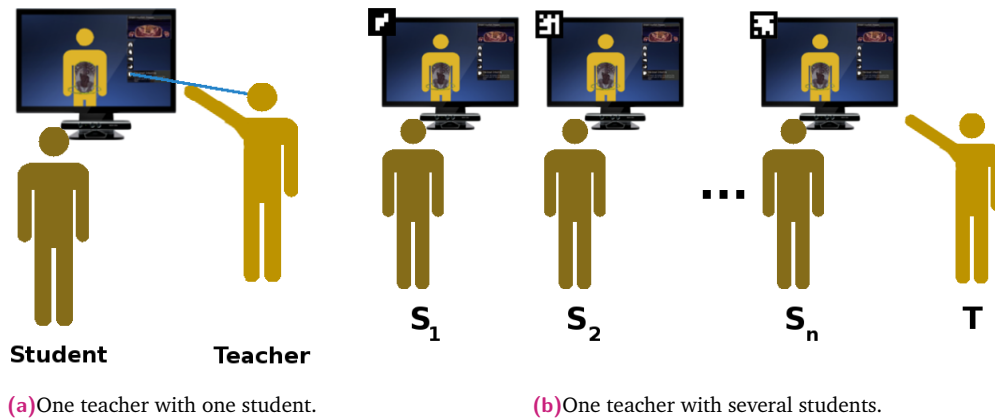 Student
Teacher
S1
S2
...
Sn
T
(a)One teacher with one student.
(b)One teacher with several students.